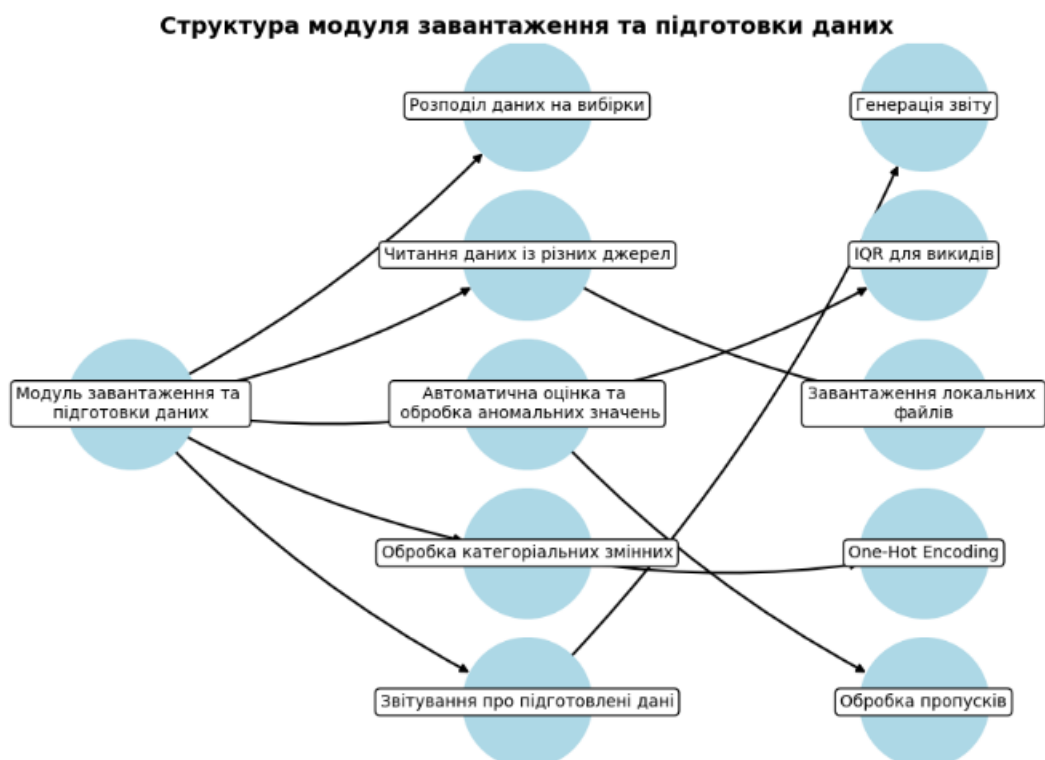 Структура модуля завантаження та підготовки даних
Розподіл даних на вибірки
Генерація звіту
Читання даних із різних джерел
IQR для викидів
Модуль завантаження та
підготовки даних
Автоматична оцінка та
обробка аномальних значень
Завантаження локальних
файлів
Обробка категоріальних змінних
One-Hot Encoding
Звітування про підготовлені дані
Обробка пропусків